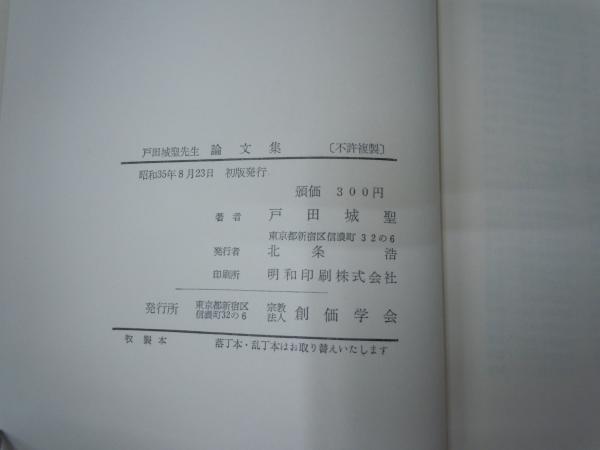 戸田城聖先生 論文集 〔不許複製〕
昭和35年8月23日 初版発行
頒価 300円
著者 戸田城聖
東京都新宿区信濃町32の6
発行者 北条浩
印刷所 明和印刷株式会社
発行所 東京都新宿区信濃町32の6 宗教法人 創価学会
牧製本 落丁本・乱丁本はお取り替えいたします